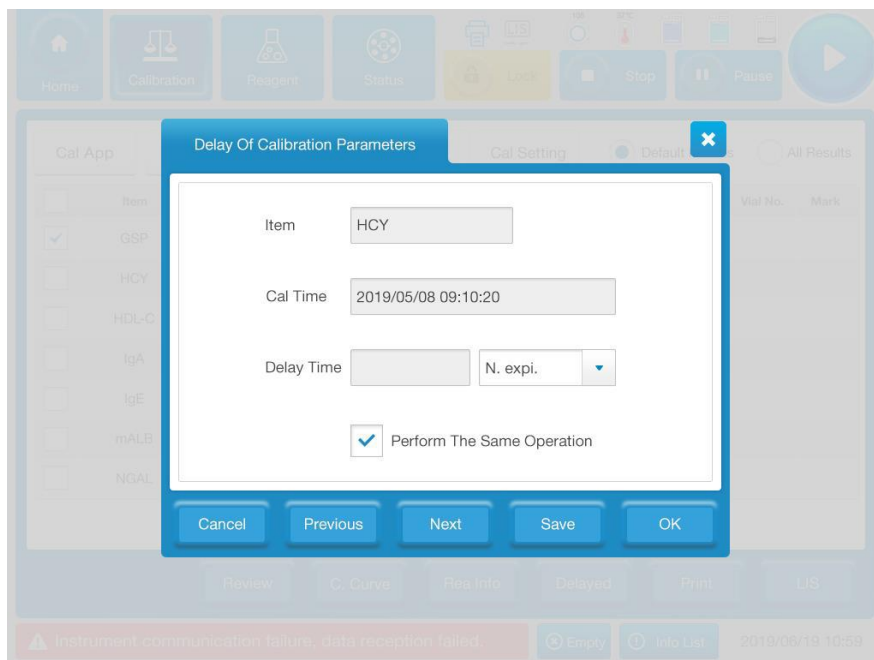 LIS
Home
Calibration
Reagent
Status
Lock
Stop
Pause
Delay Of Calibration Parameters
Cal App
Cal Setting
Default
All Results
Item
Vial No.
Mark
GSP
HCY
HDL-C
IgA
IgE
mALB
NGAL
Item HCY
Cal Time 2019/05/08 09:10:20
Delay Time N. expi.
Perform The Same Operation
Cancel Previous Next Save OK
Review C. Curve Rea Info Delayed Print LIS
Instrument communication failure, data reception failed. Empty Info List 2019/06/19 10:59